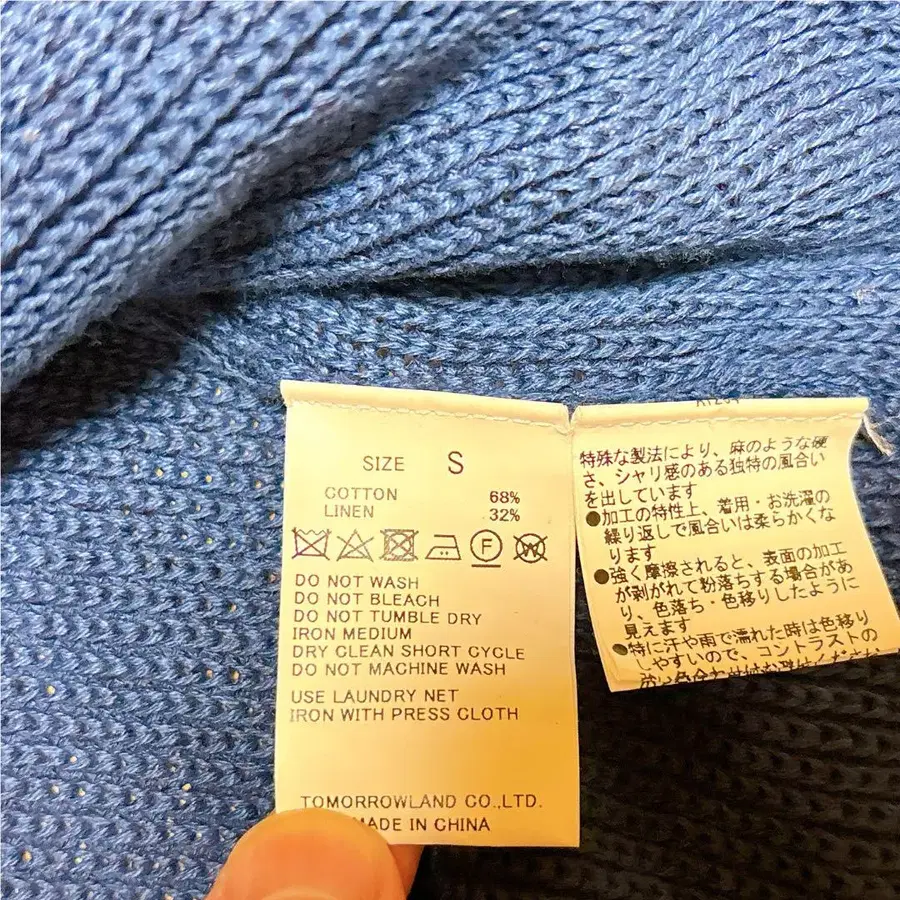 SIZE S
COTTON 68%
LINEN 32%
DO NOT WASH
DO NOT BLEACH
DO NOT TUMBLE DRY
IRON MEDIUM
DRY CLEAN SHORT CYCLE
DO NOT MACHINE WASH
USE LAUNDRY NET
IRON WITH PRESS CLOTH
TOMORROWLAND CO.,LTD.
MADE IN CHINA
特殊な製法により、麻のような硬
さ、シャリ感のある独特の風合い
を出しています
●加工の特性上、着用・お洗濯の
繰り返しで風合いは柔らかくな
ります
●強く摩擦されると、表面の加工
が剥がれて粉落ちする場合があ
り、色落ち・色移りしたように
見えます
●特に汗や雨で濡れた時は色移り
しやすいので、コントラストの